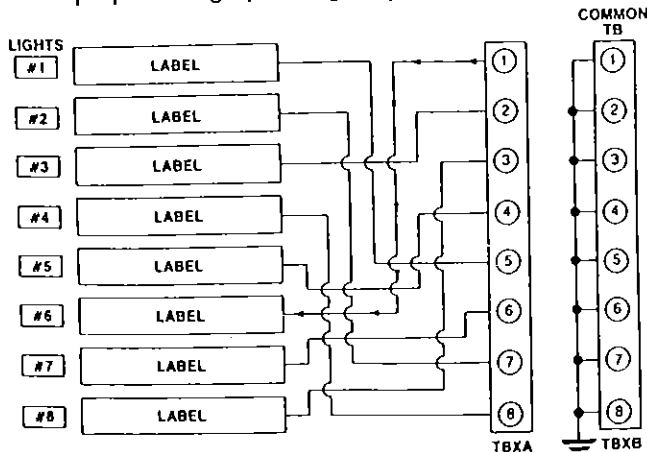 COMMON
TB
LIGHTS
#1 LABEL
#2 LABEL
#3 LABEL
#4 LABEL
#5 LABEL
#6 LABEL
#7 LABEL
#8 LABEL
1
2
3
4
5
6
7
8
TBXA
1
2
3
4
5
6
7
8
TBXB